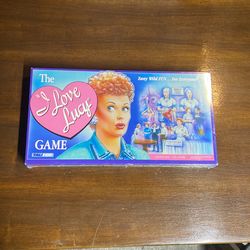 The
I Love
Lucy
GAME
Zany Wild FUN... For Everyone!